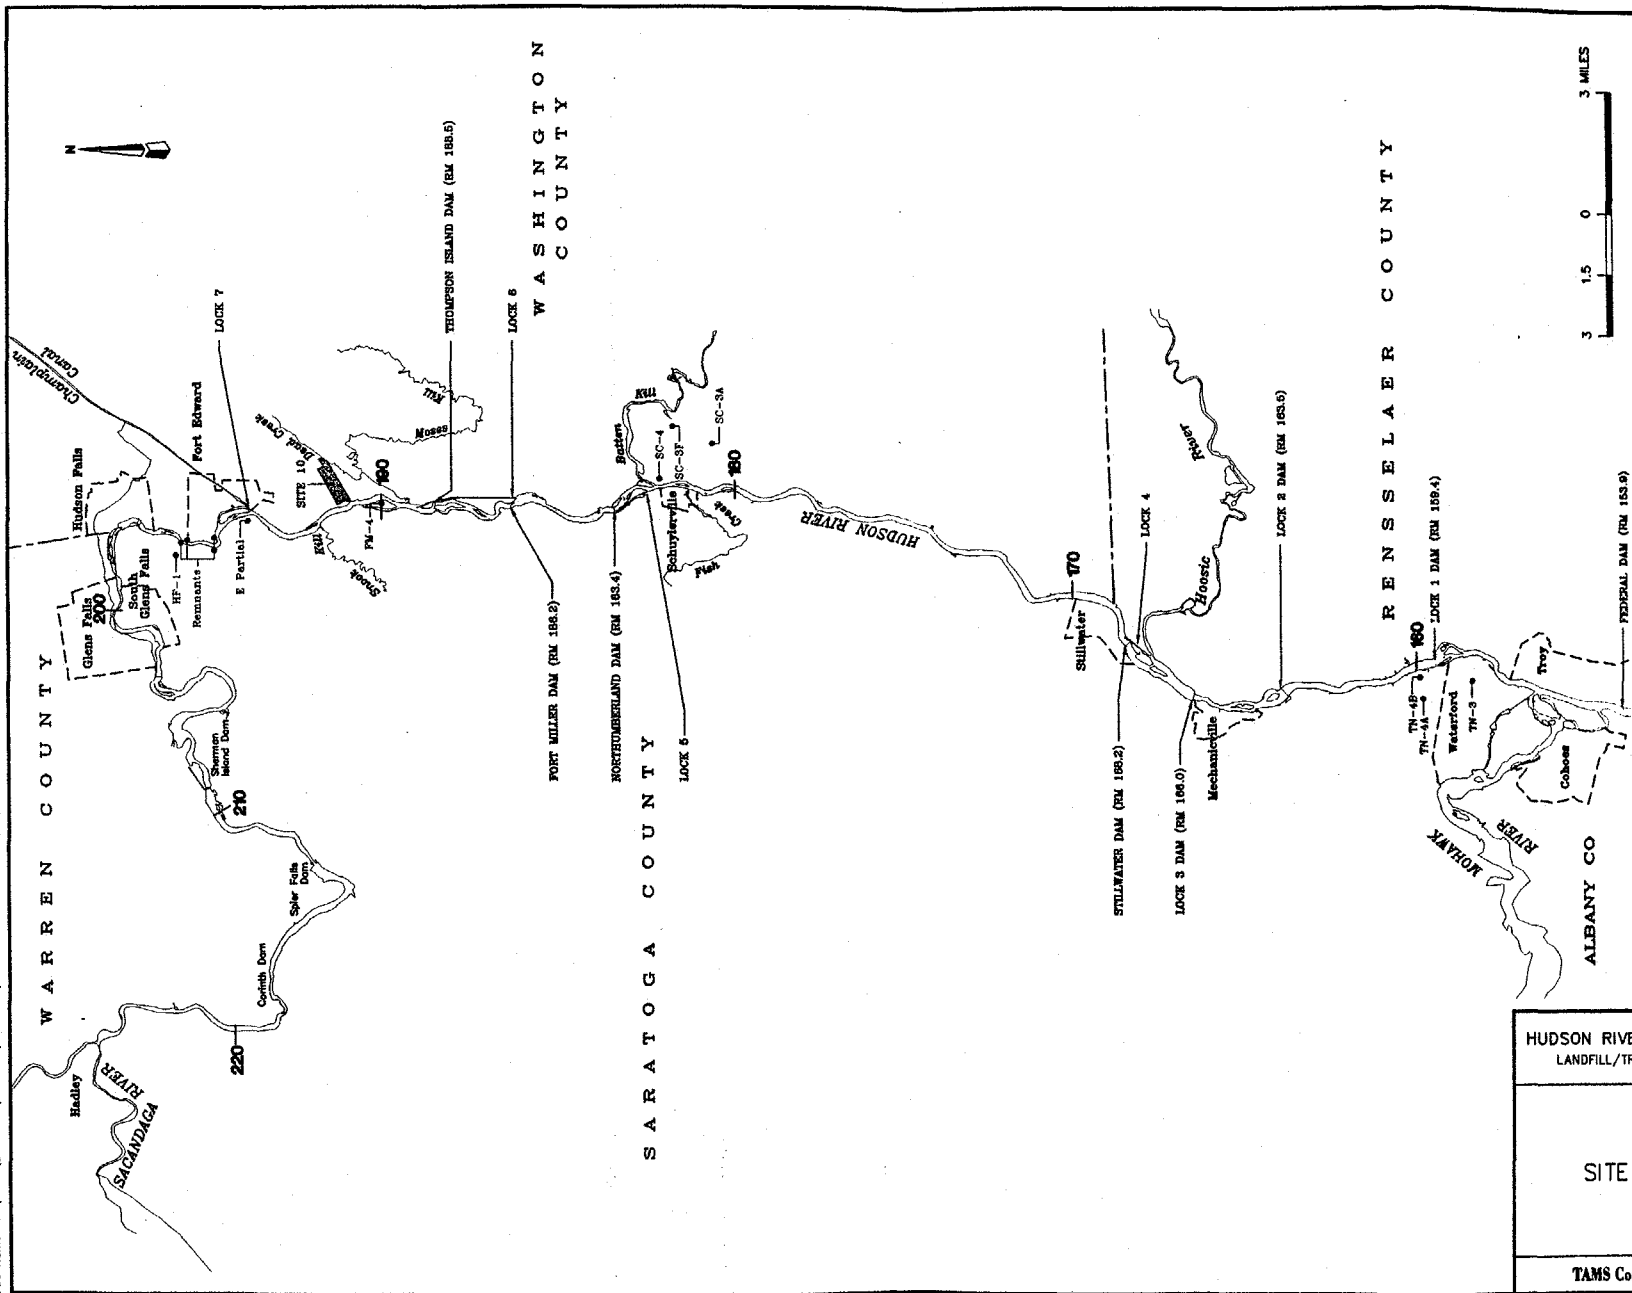 WARREN COUNTY
WASHINGTON
COUNTY
SARATOGA COUNTY
RENSSELAER COUNTY
ALBANY CO
N
Champlain
Canal
Hudson Falls
Fort Edward
Glens Falls
200
South
Glens Falls
HF-1
Remnants
E Partial
LOCK 7
Dead Creek
SITE 10
Moses
Kill
Snook
Kill
FM-4
190
THOMPSON ISLAND DAM (RM 188.5)
LOCK 6
FORT MILLER DAM (RM 186.2)
NORTHUMBERLAND DAM (RM 183.4)
LOCK 5
Batten
Kill
SC-4
SC-3F
SC-3A
Schuylerville
Fish
Creek
180
HUDSON RIVER
170
Stillwater
LOCK 4
STILLWATER DAM (RM 168.2)
Hoosic
River
LOCK 3 DAM (RM 166.0)
Mechanicville
LOCK 2 DAM (RM 163.5)
160
LOCK 1 DAM (RM 159.4)
TN-4B
TN-4A
Waterford
TN-3
Troy
Cohoes
FEDERAL DAM (RM 153.9)
MOHAWK
RIVER
Sherman
Island Dam
210
Spier Falls
Dam
Corinth Dam
220
Hadley
SACANDAGA
RIVER
3 1.5 0 3 MILES
HUDSON RIVE
LANDFILL/TR
SITE
TAMS Co